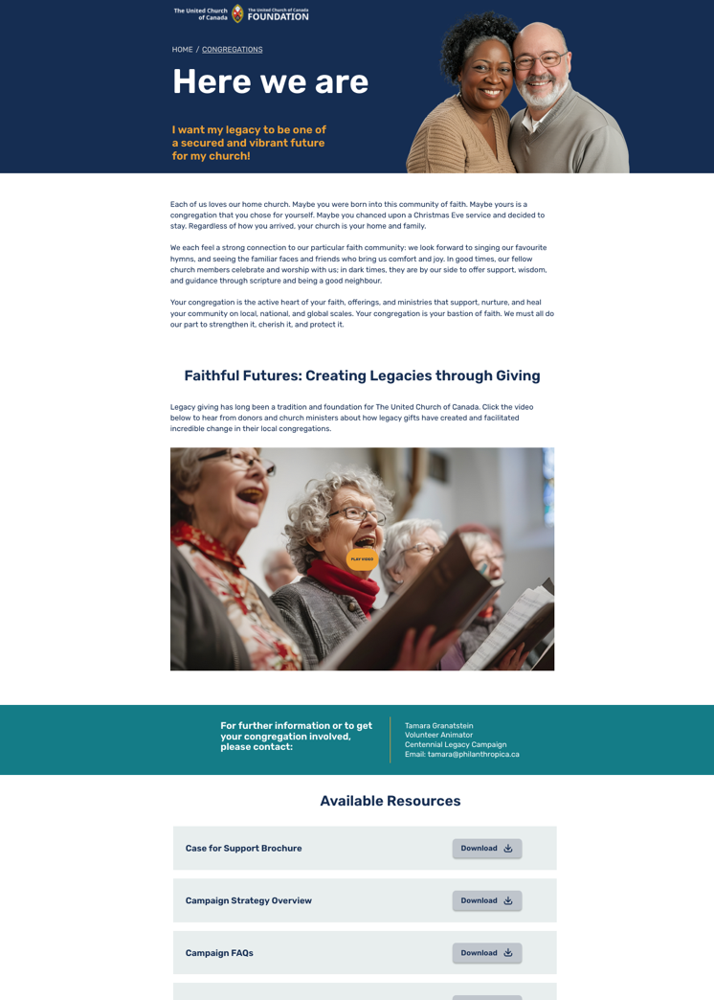 The United Church
of Canada
The United Church of Canada
FOUNDATION
HOME / CONGREGATIONS
Here we are
I want my legacy to be one of
a secured and vibrant future
for my church!
Each of us loves our home church. Maybe you were born into this community of faith. Maybe yours is a
congregation that you chose for yourself. Maybe you chanced upon a Christmas Eve service and decided to
stay. Regardless of how you arrived, your church is your home and family.
We each feel a strong connection to our particular faith community: we look forward to singing our favourite
hymns, and seeing the familiar faces and friends who bring us comfort and joy. In good times, our fellow
church members celebrate and worship with us; in dark times, they are by our side to offer support, wisdom,
and guidance through scripture and being a good neighbour.
Your congregation is the active heart of your faith, offerings, and ministries that support, nurture, and heal
your community on local, national, and global scales. Your congregation is your bastion of faith. We must all do
our part to strengthen it, cherish it, and protect it.
Faithful Futures: Creating Legacies through Giving
Legacy giving has long been a tradition and foundation for The United Church of Canada. Click the video
below to hear from donors and church ministers about how legacy gifts have created and facilitated
incredible change in their local congregations.
PLAY VIDEO
For further information or to get
your congregation involved,
please contact:
Tamara Granatstein
Volunteer Animator
Centennial Legacy Campaign
Email: tamara@philanthropica.ca
Available Resources
Case for Support Brochure
Download
Campaign Strategy Overview
Download
Campaign FAQs
Download